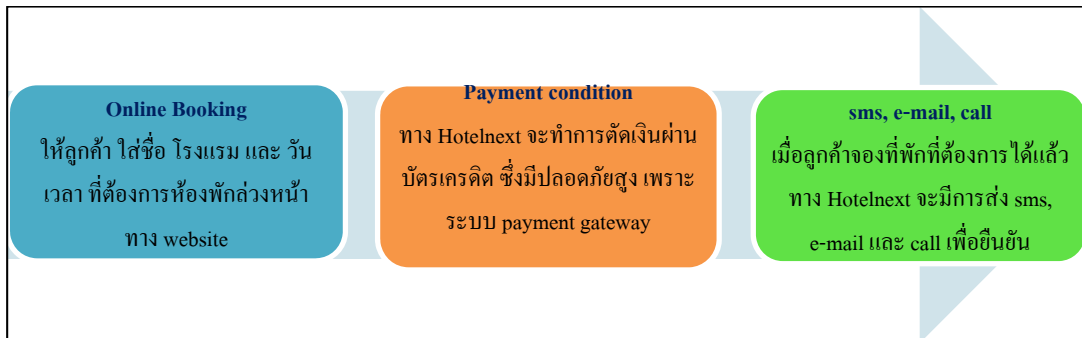 Online Booking
ให้ลูกค้า ใส่ชื่อ โรงแรม และ วัน
เวลา ที่ต้องการห้องพักล่วงหน้า
ทาง website
Payment condition
ทาง Hotelnext จะทำการตัดเงินผ่าน
บัตรเครดิต ซึ่งมีปลอดภัยสูง เพราะ
ระบบ payment gateway
sms, e-mail, call
เมื่อลูกค้าจองที่พักที่ต้องการได้แล้ว
ทาง Hotelnext จะมีการส่ง sms,
e-mail และ call เพื่อยืนยัน